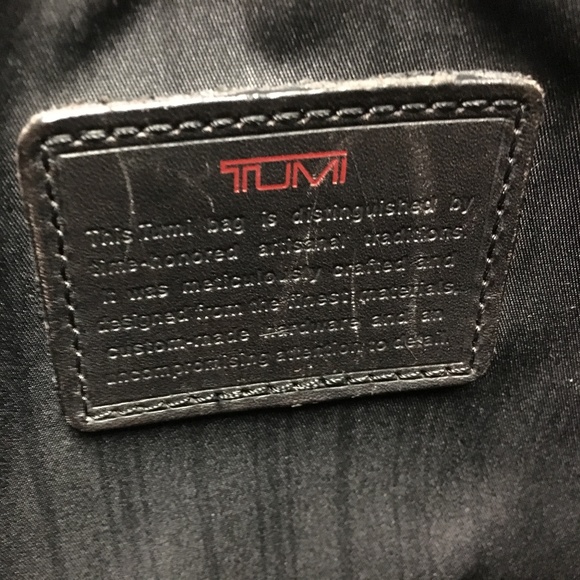 TUMI
This Tumi bag is distinguished by
time-honored artisanal traditions
It was meticulously crafted and
designed from the finest materials,
custom-made hardware and an
uncompromising attention to detail.